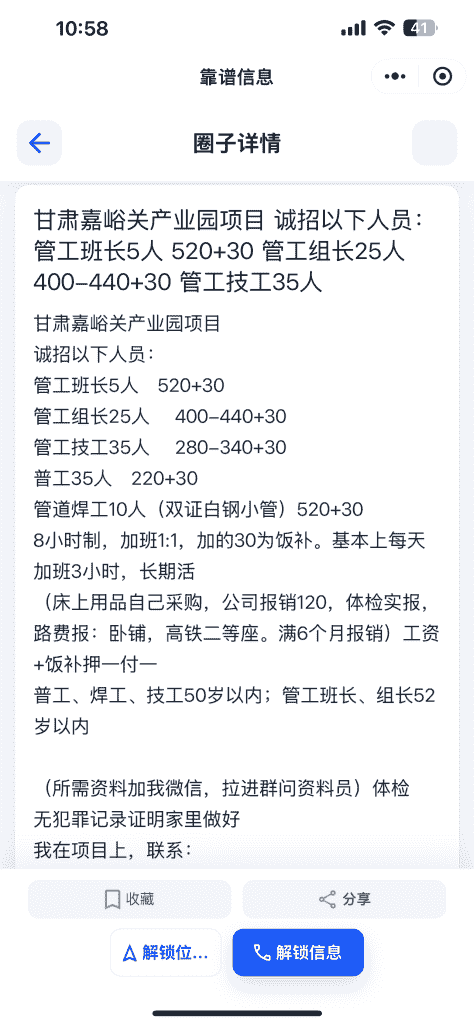 10:58
41
靠谱信息
圈子详情
甘肃嘉峪关产业园项目 诚招以下人员：
管工班长5人 520+30 管工组长25人
400-440+30 管工技工35人
甘肃嘉峪关产业园项目
诚招以下人员：
管工班长5人 520+30
管工组长25人 400-440+30
管工技工35人 280-340+30
普工35人 220+30
管道焊工10人（双证白钢小管）520+30
8小时制，加班1:1，加的30为饭补。基本上每天
加班3小时，长期活
（床上用品自己采购，公司报销120，体检实报，
路费报：卧铺，高铁二等座。满6个月报销）工资
+饭补押一付一
普工、焊工、技工50岁以内；管工班长、组长52
岁以内
（所需资料加我微信，拉进群问资料员）体检
无犯罪记录证明家里做好
我在项目上，联系：
收藏
分享
解锁位...
解锁信息